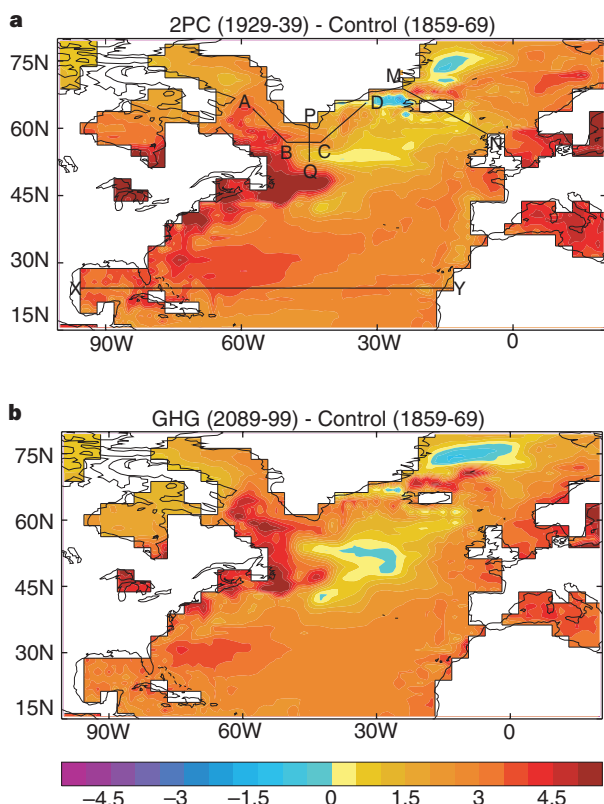 a
2PC (1929-39) - Control (1859-69)
75N
60N
45N
30N
15N
A
B
C
D
M
N
P
Q
X
Y
90W 60W 30W 0
b
GHG (2089-99) - Control (1859-69)
75N
60N
45N
30N
15N
90W 60W 30W 0
−4.5 −3 −1.5 0 1.5 3 4.5